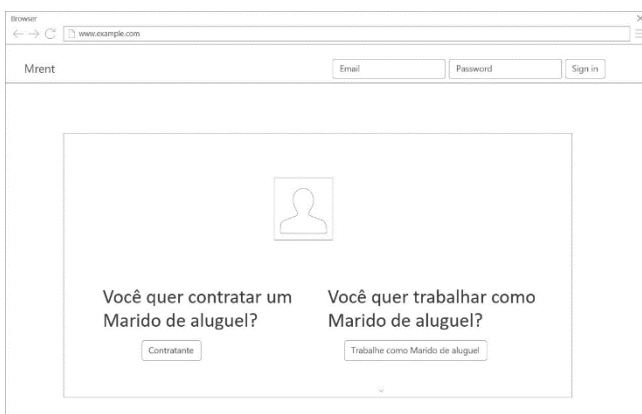 Browser
www.example.com
Mrent
Email
Password
Sign in
Você quer contratar um
Marido de aluguel?
Contratante
Você quer trabalhar como
Marido de aluguel?
Trabalhe como Marido de aluguel